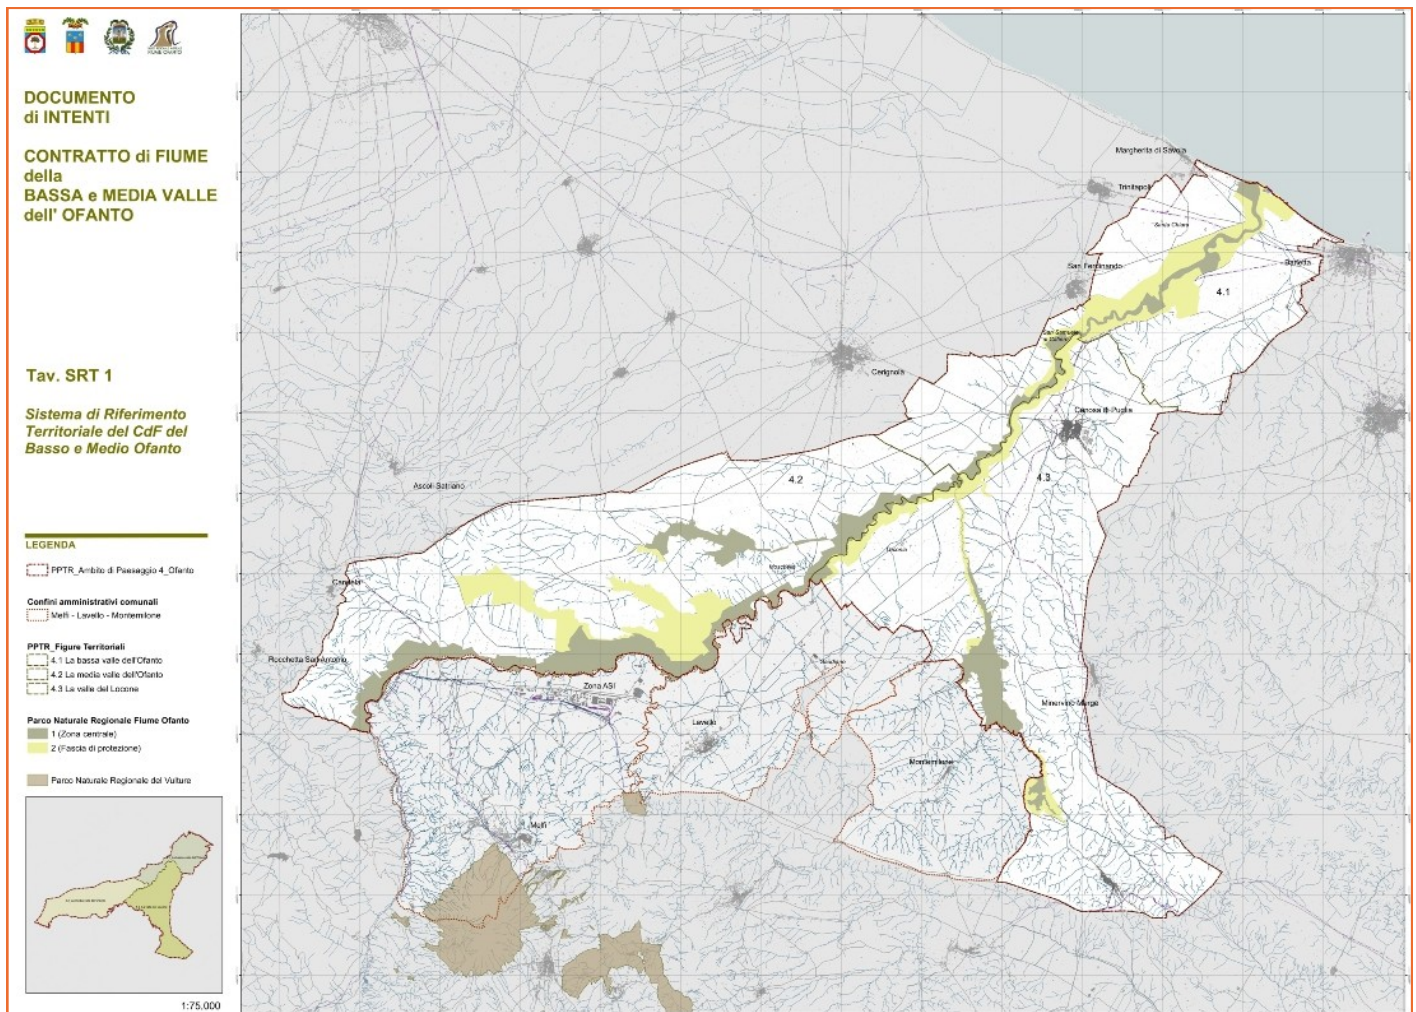 DOCUMENTO
di INTENTI
CONTRATTO di FIUME
della
BASSA e MEDIA VALLE
dell' OFANTO
Tav. SRT 1
Sistema di Riferimento
Territoriale del CdF del
Basso e Medio Ofanto
LEGENDA
PPTR_Ambito di Paesaggio 4_Ofanto
Confini amministrativi comunali
Melfi - Lavello - Montemilone
PPTR_Figure Territoriali
4.1 La bassa valle dell'Ofanto
4.2 La media valle dell'Ofanto
4.3 La valle del Locone
Parco Naturale Regionale Fiume Ofanto
1 (Zona centrale)
2 (Fascia di protezione)
Parco Naturale Regionale del Vulture
1:75.000
Margherita di Savoia
Trinitapoli
San Ferdinando
Barletta
4.1
Cerignola
Canosa di Puglia
4.2
4.3
Ascoli Satriano
Candela
Rocchetta Sant'Antonio
Zona ASI
Lavello
Minervino Murge
Montemilone
Melfi